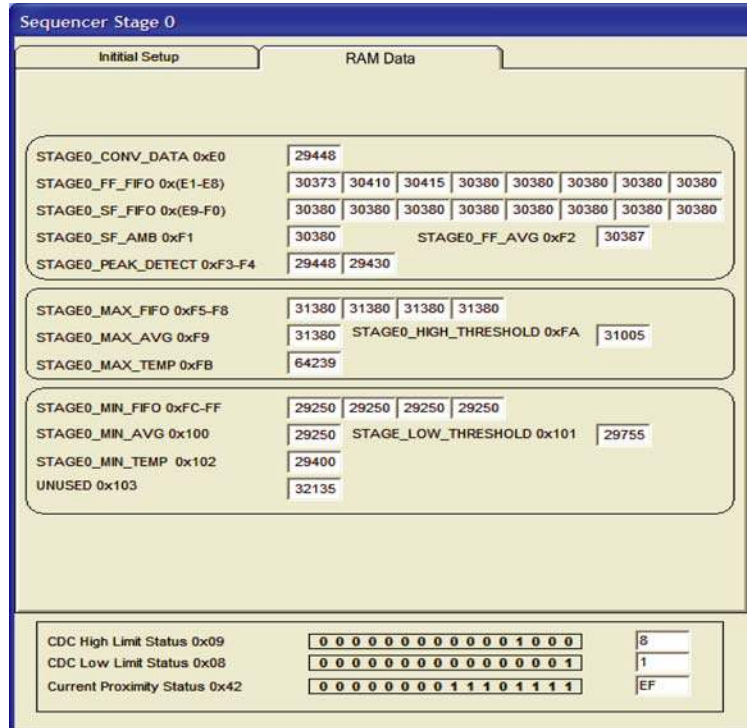 Sequencer Stage 0
Inititial Setup RAM Data
STAGE0_CONV_DATA 0xE0 29448
STAGE0_FF_FIFO 0x(E1-E8) 30373 30410 30415 30380 30380 30380 30380 30380
STAGE0_SF_FIFO 0x(E9-F0) 30380 30380 30380 30380 30380 30380 30380 30380
STAGE0_SF_AMB 0xF1 30380 STAGE0_FF_AVG 0xF2 30387
STAGE0_PEAK_DETECT 0xF3-F4 29448 29430
STAGE0_MAX_FIFO 0xF5-F8 31380 31380 31380 31380
STAGE0_MAX_AVG 0xF9 31380 STAGE0_HIGH_THRESHOLD 0xFA 31005
STAGE0_MAX_TEMP 0xFB 64239
STAGE0_MIN_FIFO 0xFC-FF 29250 29250 29250 29250
STAGE0_MIN_AVG 0x100 29250 STAGE_LOW_THRESHOLD 0x101 29755
STAGE0_MIN_TEMP 0x102 29400
UNUSED 0x103 32135
CDC High Limit Status 0x09 0 0 0 0 0 0 0 0 0 0 0 0 1 0 0 0 8
CDC Low Limit Status 0x08 0 0 0 0 0 0 0 0 0 0 0 0 0 0 0 1 1
Current Proximity Status 0x42 0 0 0 0 0 0 0 0 1 1 1 0 1 1 1 1 EF